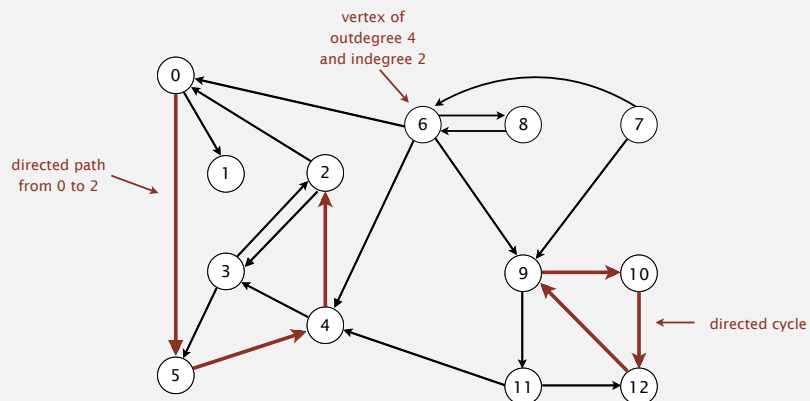 vertex of
outdegree 4
and indegree 2
0
6
8
7
directed path
from 0 to 2
1
2
3
9
10
4
directed cycle
5
11
12